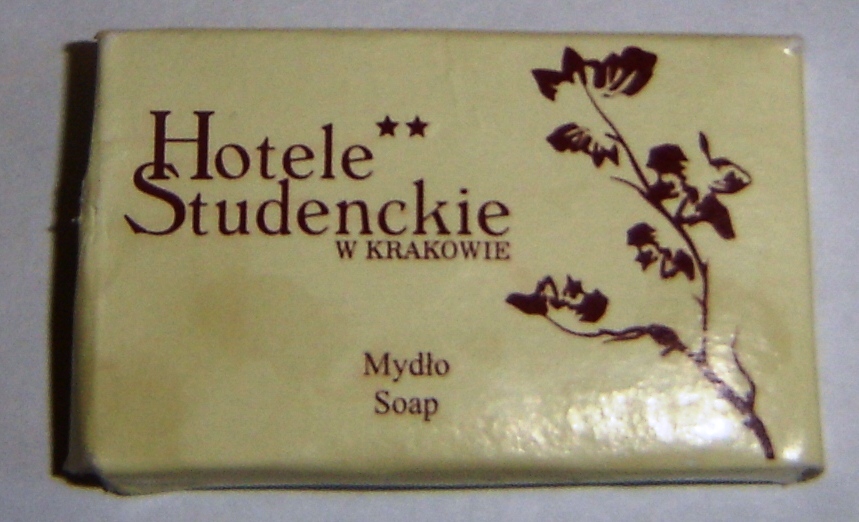 Hotele**
Studenckie
W KRAKOWIE
Mydło
Soap